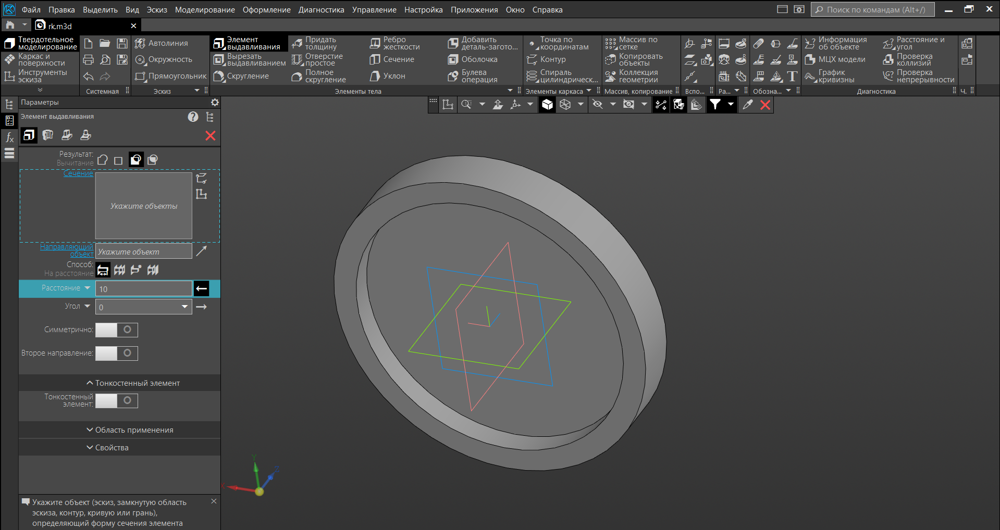 Файл Правка Выделить Вид Эскиз Моделирование Оформление Диагностика Управление Настройка Приложения Окно Справка
Поиск по командам (Alt+/)
rk.m3d
Твердотельное моделирование
Каркас и поверхности
Инструменты эскиза
Системная
Автолиния
Окружность
Прямоугольник
Эскиз
Элемент выдавливания
Вырезать выдавливанием
Скругление
Придать толщину
Отверстие простое
Полное скругление
Ребро жесткости
Сечение
Уклон
Добавить деталь-загото...
Оболочка
Булева операция
Элементы тела
Точка по координатам
Контур
Спираль цилиндрическ...
Элементы каркаса
Массив по сетке
Копировать объекты
Коллекция геометрии
Массив, копирование
Вспо...
Ра...
Обозна...
Информация об объекте
МЦХ модели
График кривизны
Расстояние и угол
Проверка коллизий
Проверка непрерывности
Диагностика
Ч.
Параметры
Элемент выдавливания
Результат:
Вычитание
Сечение
Укажите объекты
Направляющий объект
Укажите объект
Способ:
На расстояние
Расстояние
10
Угол
0
Симметрично:
Второе направление:
Тонкостенный элемент
Тонкостенный элемент:
Область применения
Свойства
Укажите объект (эскиз, замкнутую область
эскиза, контур, кривую или грань),
определяющий форму сечения элемента
Y
Z
X